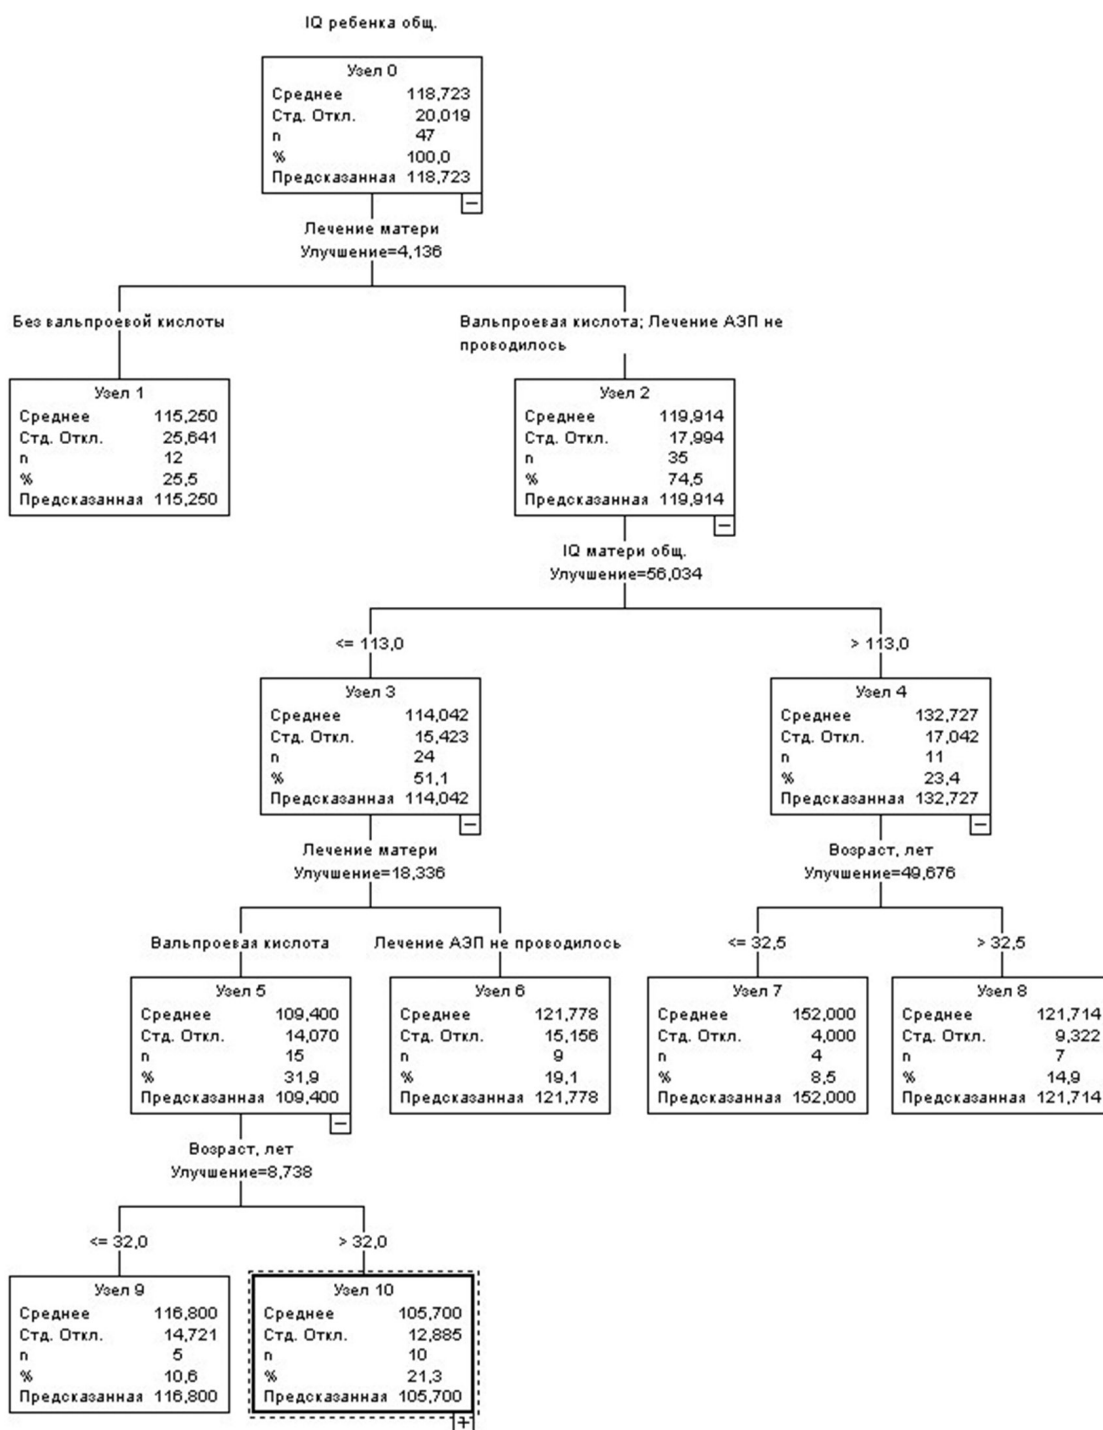 IQ ребенка общ.
Узел 0
Среднее 118,723
Стд. Откл. 20,019
n 47
% 100,0
Предсказанная 118,723
Лечение матери
Улучшение=4,136
Без вальпроевой кислоты
Вальпроевая кислота; Лечение АЭП не
проводилось
Узел 1
Среднее 115,250
Стд. Откл. 25,641
n 12
% 25,5
Предсказанная 115,250
Узел 2
Среднее 119,914
Стд. Откл. 17,994
n 35
% 74,5
Предсказанная 119,914
IQ матери общ.
Улучшение=56,034
<= 113,0
> 113,0
Узел 3
Среднее 114,042
Стд. Откл. 15,423
n 24
% 51,1
Предсказанная 114,042
Узел 4
Среднее 132,727
Стд. Откл. 17,042
n 11
% 23,4
Предсказанная 132,727
Лечение матери
Улучшение=18,336
Возраст, лет
Улучшение=49,676
Вальпроевая кислота
Лечение АЭП не проводилось
<= 32,5
> 32,5
Узел 5
Среднее 109,400
Стд. Откл. 14,070
n 15
% 31,9
Предсказанная 109,400
Узел 6
Среднее 121,778
Стд. Откл. 15,156
n 9
% 19,1
Предсказанная 121,778
Узел 7
Среднее 152,000
Стд. Откл. 4,000
n 4
% 8,5
Предсказанная 152,000
Узел 8
Среднее 121,714
Стд. Откл. 9,322
n 7
% 14,9
Предсказанная 121,714
Возраст, лет
Улучшение=8,738
<= 32,0
> 32,0
Узел 9
Среднее 116,800
Стд. Откл. 14,721
n 5
% 10,6
Предсказанная 116,800
Узел 10
Среднее 105,700
Стд. Откл. 12,885
n 10
% 21,3
Предсказанная 105,700